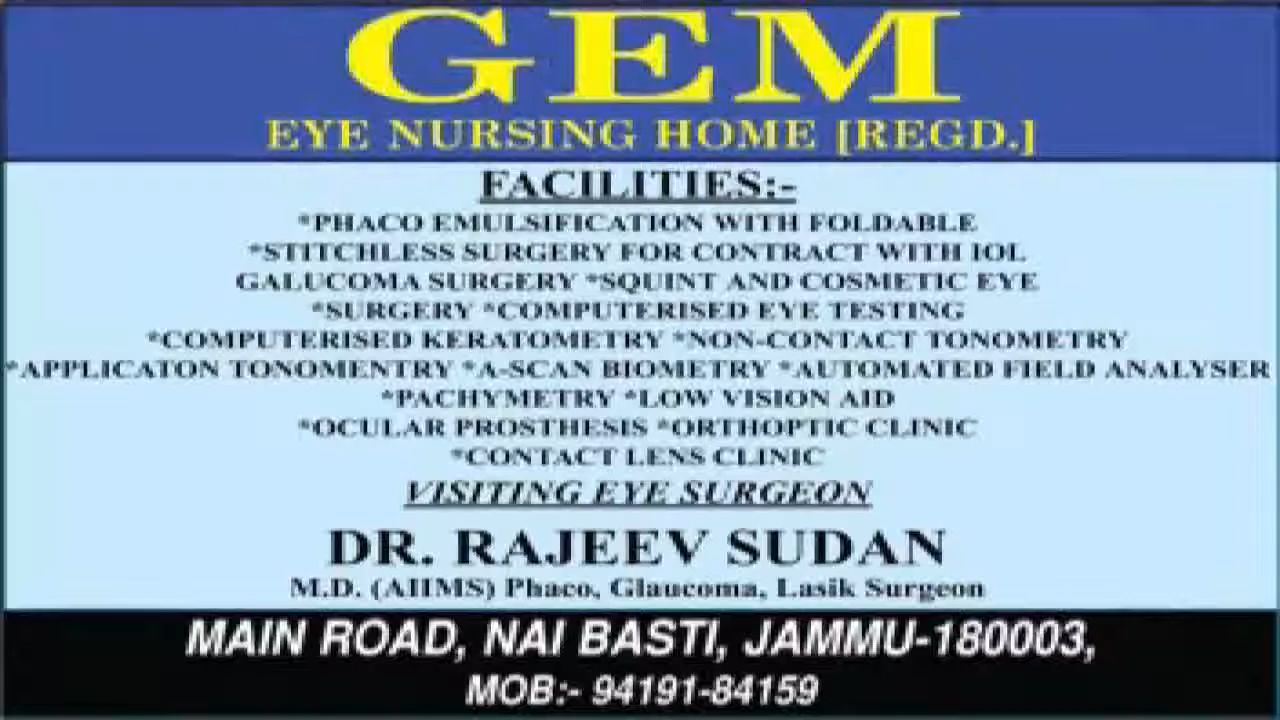 GEM
EYE NURSING HOME [REGD.]
FACILITIES:-
*PHACO EMULSIFICATION WITH FOLDABLE
*STITCHLESS SURGERY FOR CONTRACT WITH IOL
GALUCOMA SURGERY *SQUINT AND COSMETIC EYE
*SURGERY *COMPUTERISED EYE TESTING
*COMPUTERISED KERATOMETRY *NON-CONTACT TONOMETRY
*APPLICATON TONOMENTRY *A-SCAN BIOMETRY *AUTOMATED FIELD ANALYSER
*PACHYMETRY *LOW VISION AID
*OCULAR PROSTHESIS *ORTHOPTIC CLINIC
*CONTACT LENS CLINIC
VISITING EYE SURGEON
DR. RAJEEV SUDAN
M.D. (AIIMS) Phaco, Glaucoma, Lasik Surgeon
MAIN ROAD, NAI BASTI, JAMMU-180003,
MOB:- 94191-84159